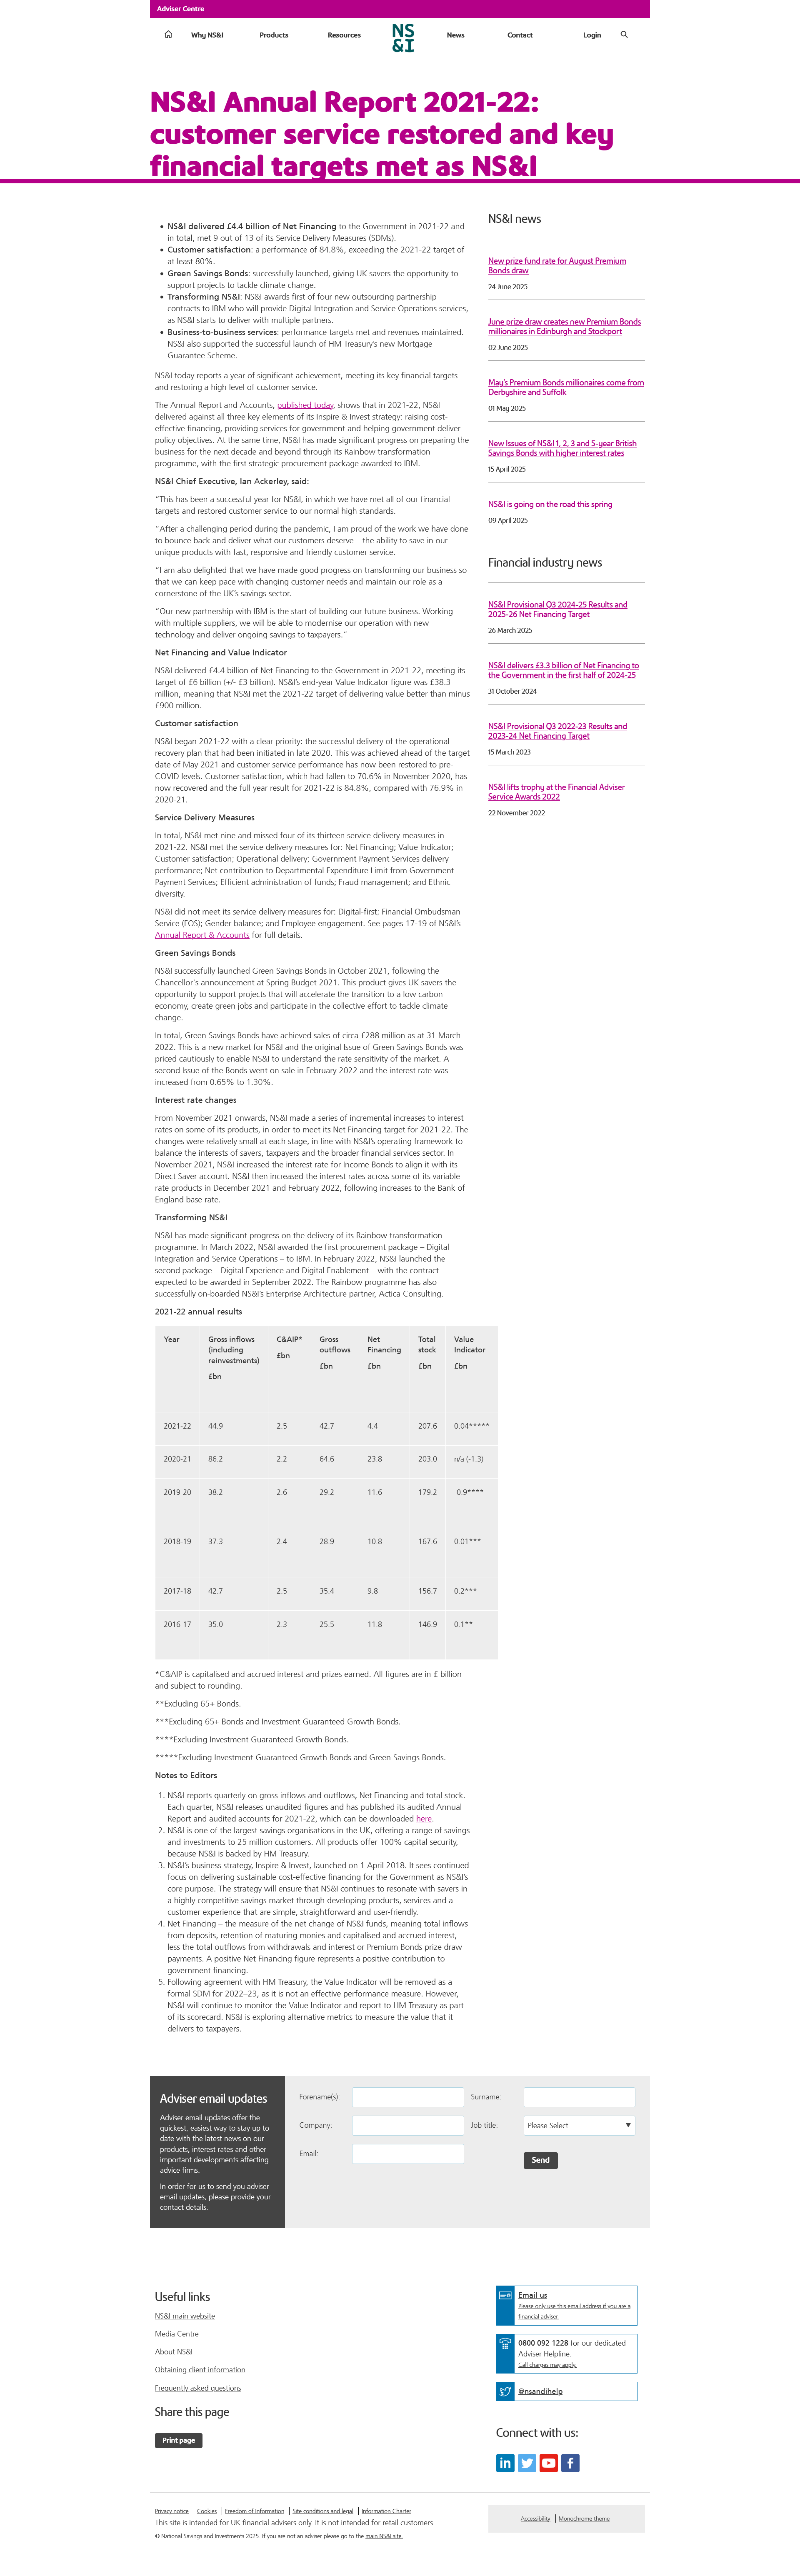 Adviser Centre
Why NS&I
Products
Resources
NS
&I
News
Contact
Login
NS&I Annual Report 2021-22:
customer service restored and key
financial targets met as NS&I
NS&I delivered £4.4 billion of Net Financing to the Government in 2021-22 and
in total, met 9 out of 13 of its Service Delivery Measures (SDMs).
Customer satisfaction: a performance of 84.8%, exceeding the 2021-22 target of
at least 80%.
Green Savings Bonds: successfully launched, giving UK savers the opportunity to
support projects to tackle climate change.
Transforming NS&I: NS&I awards first of four new outsourcing partnership
contracts to IBM who will provide Digital Integration and Service Operations services,
as NS&I starts to deliver with multiple partners.
Business-to-business services: performance targets met and revenues maintained.
NS&I also supported the successful launch of HM Treasury's new Mortgage
Guarantee Scheme.
NS&I today reports a year of significant achievement, meeting its key financial targets
and restoring a high level of customer service.
The Annual Report and Accounts, published today, shows that in 2021-22, NS&I
delivered against all three key elements of its Inspire & Invest strategy: raising cost-
effective financing, providing services for government and helping government deliver
policy objectives. At the same time, NS&I has made significant progress on preparing the
business for the next decade and beyond through its Rainbow transformation
programme, with the first strategic procurement package awarded to IBM.
NS&I Chief Executive, Ian Ackerley, said:
"This has been a successful year for NS&I, in which we have met all of our financial
targets and restored customer service to our normal high standards.
"After a challenging period during the pandemic, I am proud of the work we have done
to bounce back and deliver what our customers deserve – the ability to save in our
unique products with fast, responsive and friendly customer service.
"I am also delighted that we have made good progress on transforming our business so
that we can keep pace with changing customer needs and maintain our role as a
cornerstone of the UK's savings sector.
"Our new partnership with IBM is the start of building our future business. Working
with multiple suppliers, we will be able to modernise our operation with new
technology and deliver ongoing savings to taxpayers."
Net Financing and Value Indicator
NS&I delivered £4.4 billion of Net Financing to the Government in 2021-22, meeting its
target of £6 billion (+/- £3 billion). NS&I's end-year Value Indicator figure was £38.3
million, meaning that NS&I met the 2021-22 target of delivering value better than minus
£900 million.
Customer satisfaction
NS&I began 2021-22 with a clear priority: the successful delivery of the operational
recovery plan that had been initiated in late 2020. This was achieved ahead of the target
date of May 2021 and customer service performance has now been restored to pre-
COVID levels. Customer satisfaction, which had fallen to 70.6% in November 2020, has
now recovered and the full year result for 2021-22 is 84.8%, compared with 76.9% in
2020-21.
Service Delivery Measures
In total, NS&I met nine and missed four of its thirteen service delivery measures in
2021-22. NS&I met the service delivery measures for: Net Financing; Value Indicator;
Customer satisfaction; Operational delivery; Government Payment Services delivery
performance; Net contribution to Departmental Expenditure Limit from Government
Payment Services; Efficient administration of funds; Fraud management; and Ethnic
diversity.
NS&I did not meet its service delivery measures for: Digital-first; Financial Ombudsman
Service (FOS); Gender balance; and Employee engagement. See pages 17-19 of NS&I's
Annual Report & Accounts for full details.
Green Savings Bonds
NS&I successfully launched Green Savings Bonds in October 2021, following the
Chancellor's announcement at Spring Budget 2021. This product gives UK savers the
opportunity to support projects that will accelerate the transition to a low carbon
economy, create green jobs and participate in the collective effort to tackle climate
change.
In total, Green Savings Bonds have achieved sales of circa £288 million as at 31 March
2022. This is a new market for NS&I and the original Issue of Green Savings Bonds was
priced cautiously to enable NS&I to understand the rate sensitivity of the market. A
second Issue of the Bonds went on sale in February 2022 and the interest rate was
increased from 0.65% to 1.30%.
Interest rate changes
From November 2021 onwards, NS&I made a series of incremental increases to interest
rates on some of its products, in order to meet its Net Financing target for 2021-22. The
changes were relatively small at each stage, in line with NS&I's operating framework to
balance the interests of savers, taxpayers and the broader financial services sector. In
November 2021, NS&I increased the interest rate for Income Bonds to align it with its
Direct Saver account. NS&I then increased the interest rates across some of its variable
rate products in December 2021 and February 2022, following increases to the Bank of
England base rate.
Transforming NS&I
NS&I has made significant progress on the delivery of its Rainbow transformation
programme. In March 2022, NS&I awarded the first procurement package – Digital
Integration and Service Operations – to IBM. In February 2022, NS&I launched the
second package – Digital Experience and Digital Enablement – with the contract
expected to be awarded in September 2022. The Rainbow programme has also
successfully on-boarded NS&I's Enterprise Architecture partner, Actica Consulting.
2021-22 annual results
Year Gross inflows (including reinvestments) £bn C&AIP* £bn Gross outflows £bn Net Financing £bn Total stock £bn Value Indicator £bn
2021-22 44.9 2.5 42.7 4.4 207.6 0.04*****
2020-21 86.2 2.2 64.6 23.8 203.0 n/a (-1.3)
2019-20 38.2 2.6 29.2 11.6 179.2 -0.9****
2018-19 37.3 2.4 28.9 10.8 167.6 0.01***
2017-18 42.7 2.5 35.4 9.8 156.7 0.2***
2016-17 35.0 2.3 25.5 11.8 146.9 0.1**
*C&AIP is capitalised and accrued interest and prizes earned. All figures are in £ billion
and subject to rounding.
**Excluding 65+ Bonds.
***Excluding 65+ Bonds and Investment Guaranteed Growth Bonds.
****Excluding Investment Guaranteed Growth Bonds.
*****Excluding Investment Guaranteed Growth Bonds and Green Savings Bonds.
Notes to Editors
1. NS&I reports quarterly on gross inflows and outflows, Net Financing and total stock.
Each quarter, NS&I releases unaudited figures and has published its audited Annual
Report and audited accounts for 2021-22, which can be downloaded here.
2. NS&I is one of the largest savings organisations in the UK, offering a range of savings
and investments to 25 million customers. All products offer 100% capital security,
because NS&I is backed by HM Treasury.
3. NS&I's business strategy, Inspire & Invest, launched on 1 April 2018. It sees continued
focus on delivering sustainable cost-effective financing for the Government as NS&I's
core purpose. The strategy will ensure that NS&I continues to resonate with savers in
a highly competitive savings market through developing products, services and a
customer experience that are simple, straightforward and user-friendly.
4. Net Financing – the measure of the net change of NS&I funds, meaning total inflows
from deposits, retention of maturing monies and capitalised and accrued interest,
less the total outflows from withdrawals and interest or Premium Bonds prize draw
payments. A positive Net Financing figure represents a positive contribution to
government financing.
5. Following agreement with HM Treasury, the Value Indicator will be removed as a
formal SDM for 2022–23, as it is not an effective performance measure. However,
NS&I will continue to monitor the Value Indicator and report to HM Treasury as part
of its scorecard. NS&I is exploring alternative metrics to measure the value that it
delivers to taxpayers.
NS&I news
New prize fund rate for August Premium
Bonds draw
24 June 2025
June prize draw creates new Premium Bonds
millionaires in Edinburgh and Stockport
02 June 2025
May's Premium Bonds millionaires come from
Derbyshire and Suffolk
01 May 2025
New Issues of NS&I 1, 2, 3 and 5-year British
Savings Bonds with higher interest rates
15 April 2025
NS&I is going on the road this spring
09 April 2025
Financial industry news
NS&I Provisional Q3 2024-25 Results and
2025-26 Net Financing Target
26 March 2025
NS&I delivers £3.3 billion of Net Financing to
the Government in the first half of 2024-25
31 October 2024
NS&I Provisional Q3 2022-23 Results and
2023-24 Net Financing Target
15 March 2023
NS&I lifts trophy at the Financial Adviser
Service Awards 2022
22 November 2022
Adviser email updates
Adviser email updates offer the
quickest, easiest way to stay up to
date with the latest news on our
products, interest rates and other
important developments affecting
advice firms.
In order for us to send you adviser
email updates, please provide your
contact details.
Forename(s):
Surname:
Company:
Job title:
Please Select
Email:
Send
Useful links
NS&I main website
Media Centre
About NS&I
Obtaining client information
Frequently asked questions
Share this page
Print page
Email us
Please only use this email address if you are a
financial adviser.
0800 092 1228 for our dedicated
Adviser Helpline.
Call charges may apply.
@nsandihelp
Connect with us:
Privacy notice
Cookies
Freedom of Information
Site conditions and legal
Information Charter
This site is intended for UK financial advisers only. It is not intended for retail customers.
© National Savings and Investments 2025. If you are not an adviser please go to the main NS&I site.
Accessibility
Monochrome theme